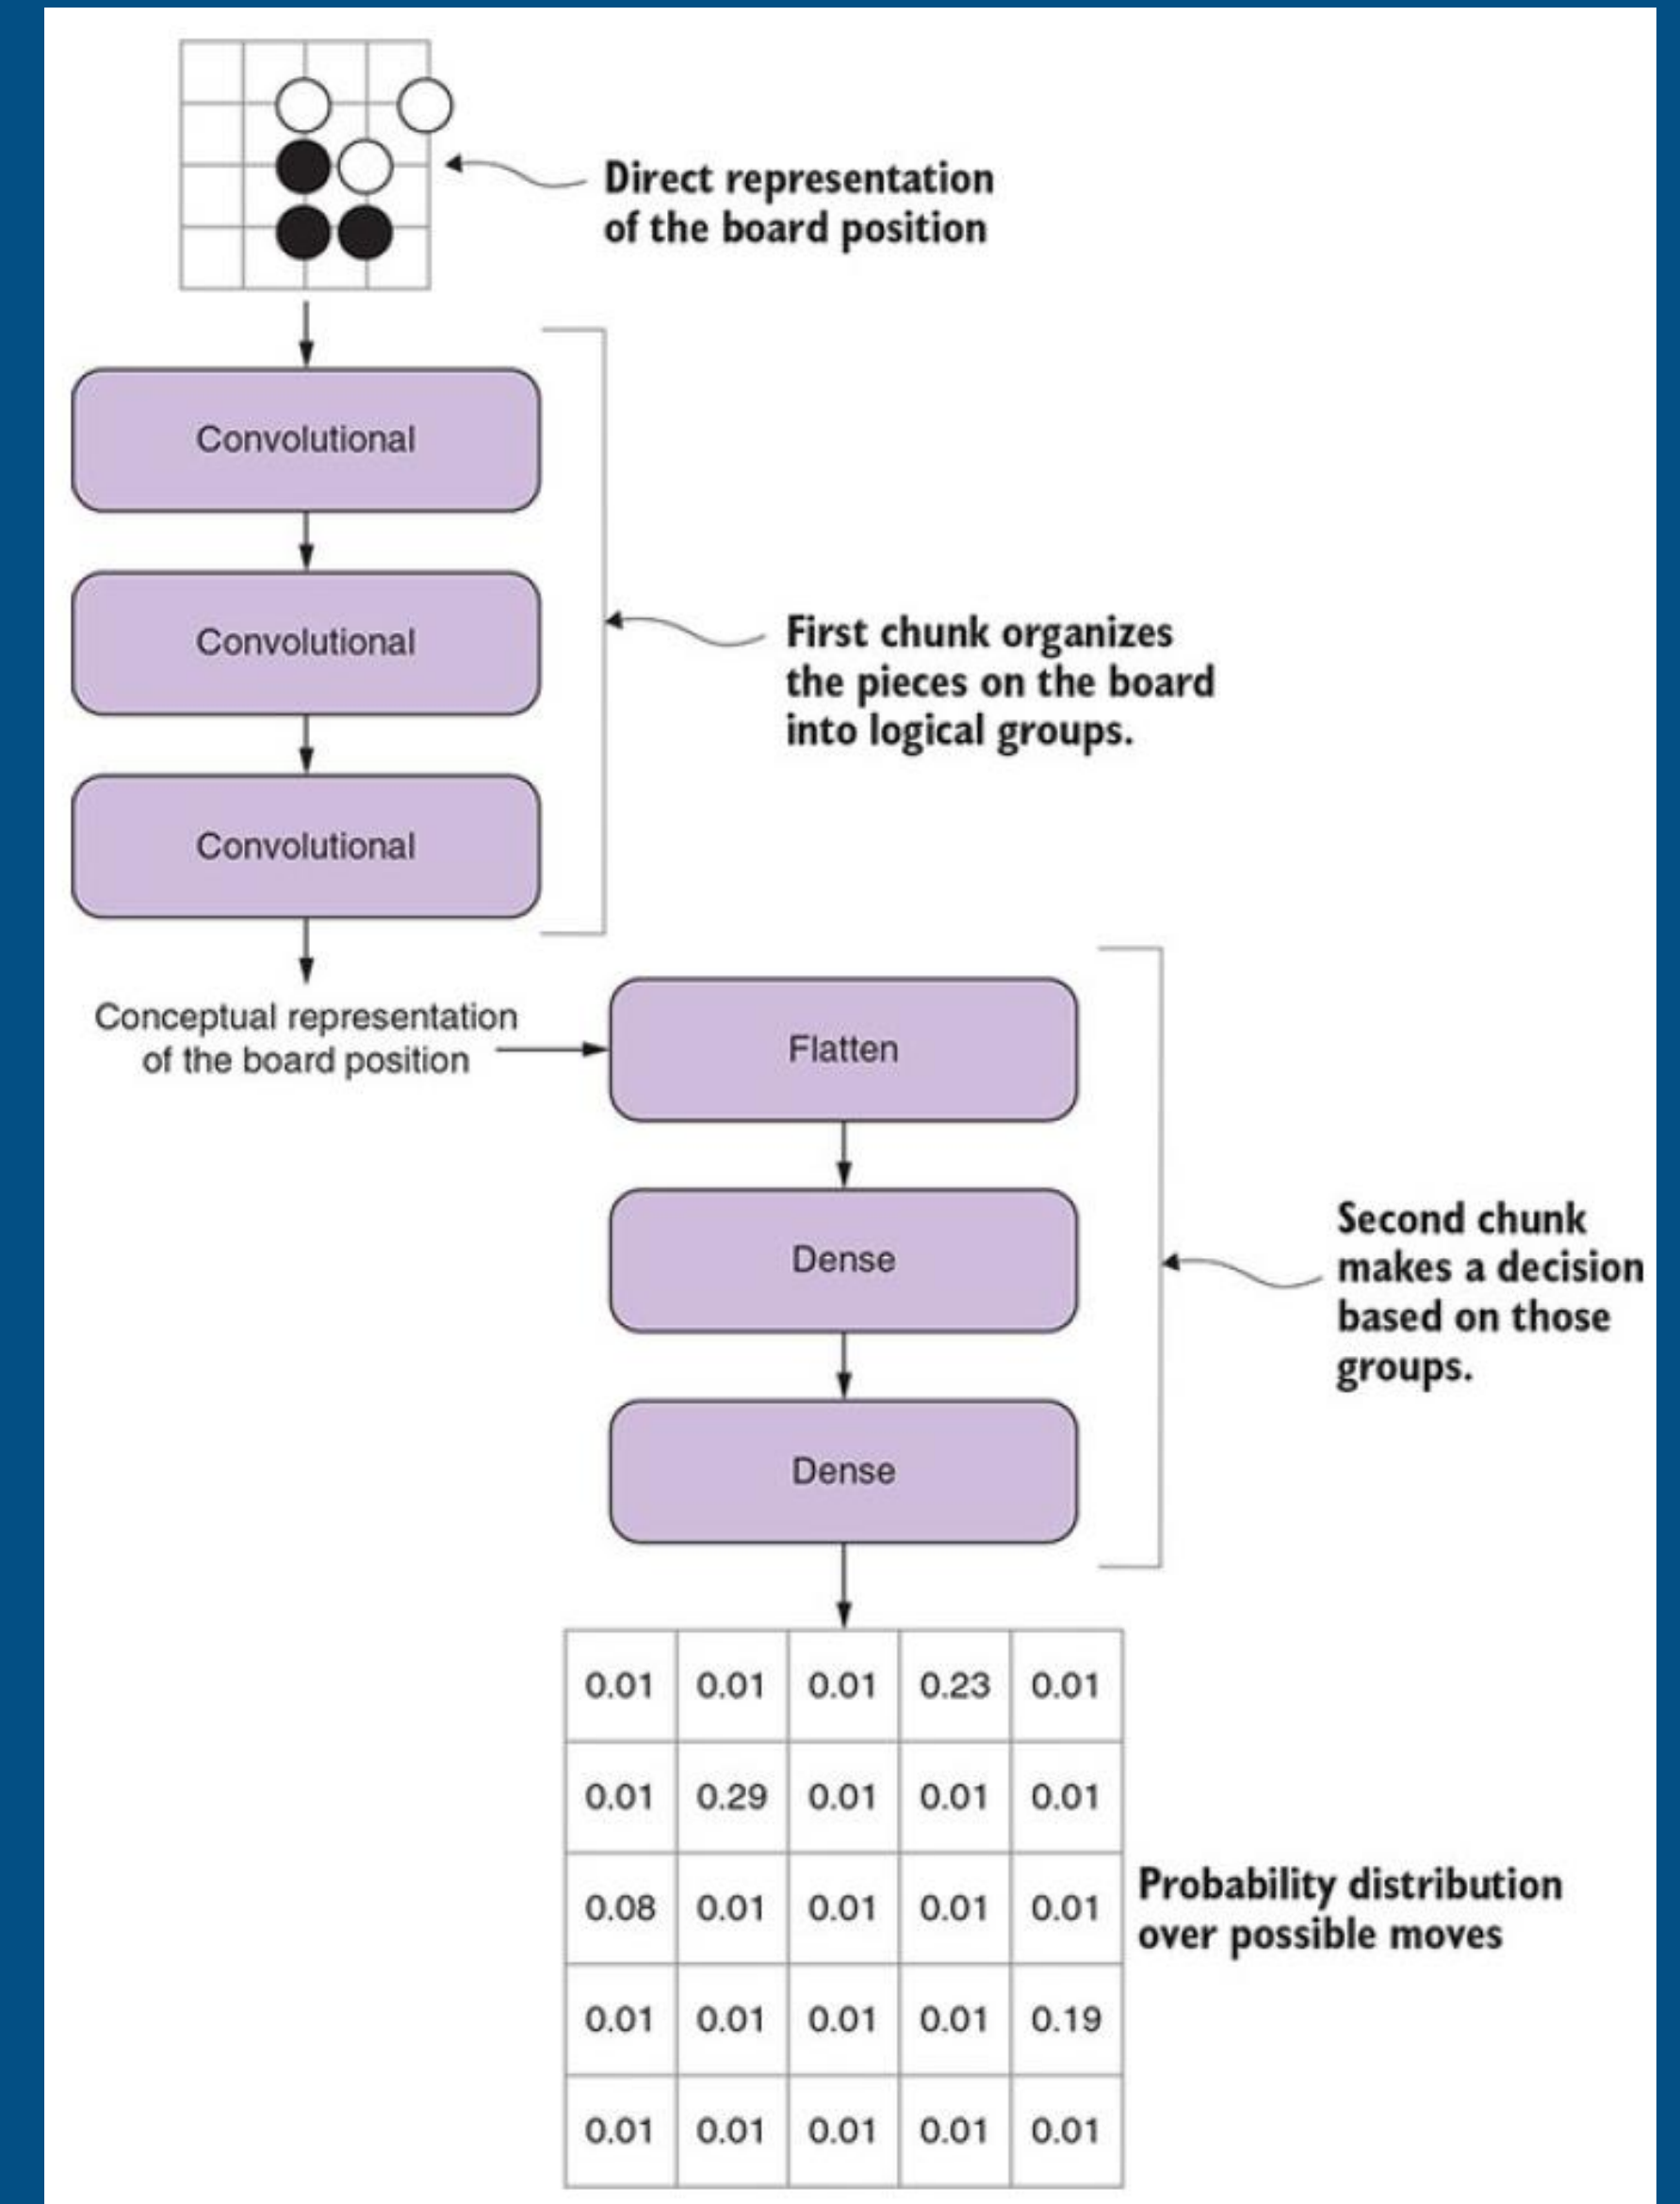 Direct representation
of the board position
Convolutional
Convolutional
First chunk organizes
the pieces on the board
into logical groups.
Convolutional
Conceptual representation
of the board position
Flatten
Dense
Second chunk
makes a decision
based on those
groups.
Dense
0.01 0.01 0.01 0.23 0.01
0.01 0.29 0.01 0.01 0.01
0.08 0.01 0.01 0.01 0.01
Probability distribution
over possible moves
0.01 0.01 0.01 0.01 0.19
0.01 0.01 0.01 0.01 0.01